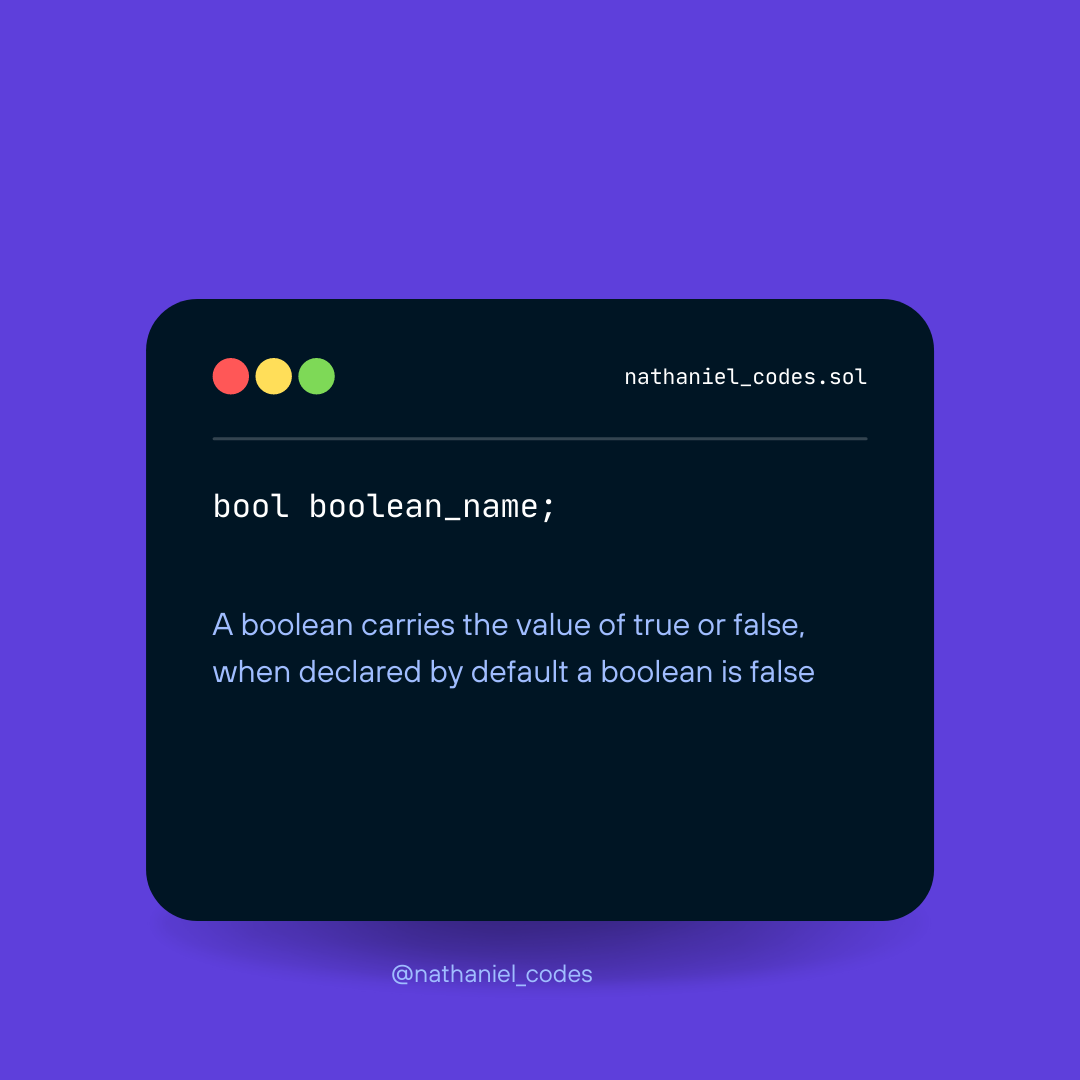 nathaniel_codes.sol
bool boolean_name;
A boolean carries the value of true or false,
when declared by default a boolean is false
@nathaniel_codes